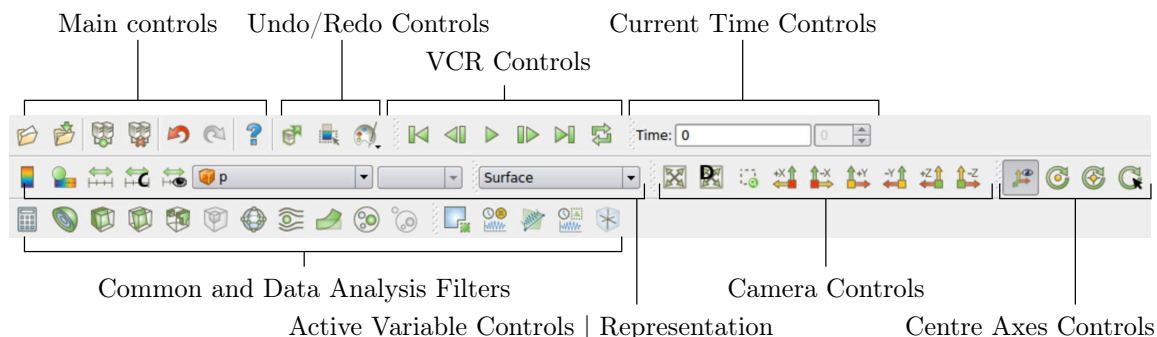 Main controls Undo/Redo Controls Current Time Controls
VCR Controls
Time: 0 0
p Surface D +X -X +Y -Y +Z -Z
Common and Data Analysis Filters Camera Controls
Active Variable Controls | Representation Centre Axes Controls